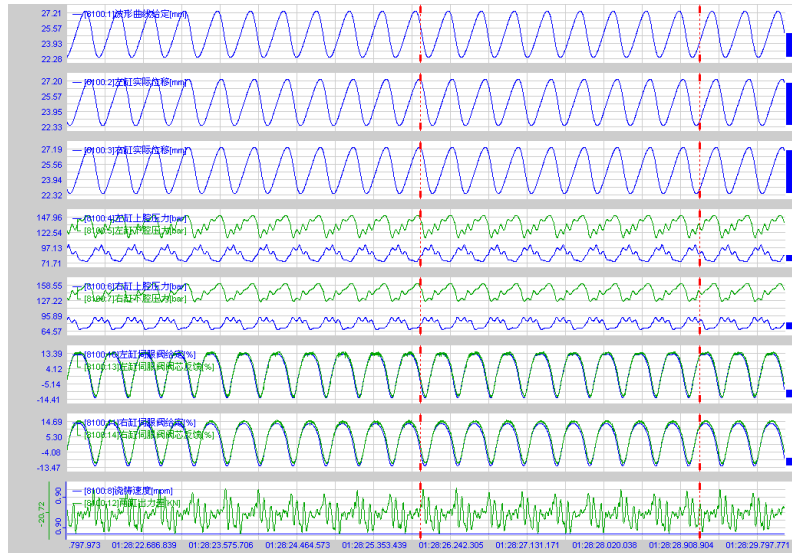 27.21
[8100:1]波形曲线给定[mm]
25.57
23.93
22.28
27.20
[8100:2]左缸实际位移[mm]
25.57
23.95
22.33
27.19
[8100:3]右缸实际位移[mm]
25.56
23.94
22.32
147.96 [8100:4]左缸上腔压力[bar]
122.54 [8100:5]左缸下腔压力[bar]
97.13
71.71
158.55 [8100:6]右缸上腔压力[bar]
127.22 [8100:7]右缸下腔压力[bar]
95.89
64.57
13.39 [8100:10]左缸伺服阀给定[%]
4.12 [8100:13]左缸伺服阀阀芯反馈[%]
-5.14
-14.41
14.69 [8100:11]右缸伺服阀给定[%]
5.30 [8100:14]右缸伺服阀阀芯反馈[%]
-4.08
-13.47
-20.72
0.90
0.90
[8100:8]浇铸速度[mpm]
[8100:12]两缸出力差[KN]
.797.973 01:28:22.686.839 01:28:23.575.706 01:28:24.464.573 01:28:25.353.439 01:28:26.242.305 01:28:27.131.171 01:28:28.020.038 01:28:28.908.904 01:28:29.797.771